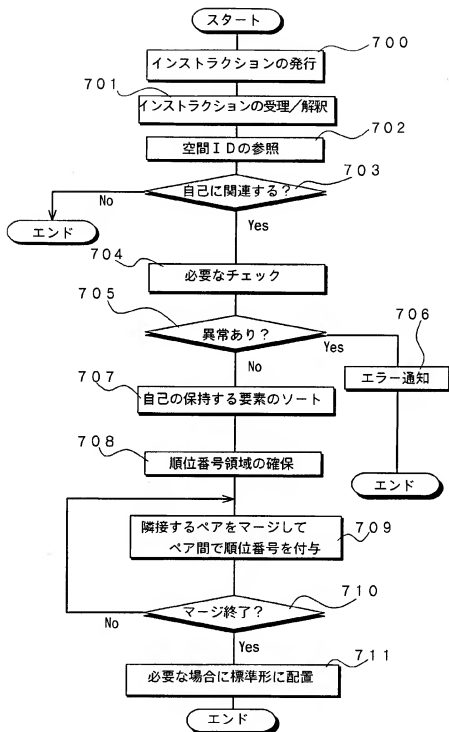 スタート
７００
インストラクションの発行
７０１
インストラクションの受理／解釈
７０２
空間ＩＤの参照
７０３
自己に関連する？
No
Yes
エンド
７０４
必要なチェック
７０５
異常あり？
Yes
７０６
No
エラー通知
７０７
自己の保持する要素のソート
エンド
７０８
順位番号領域の確保
隣接するペアをマージして
ペア間で順位番号を付与
７０９
７１０
マージ終了？
No
Yes
７１１
必要な場合に標準形に配置
エンド